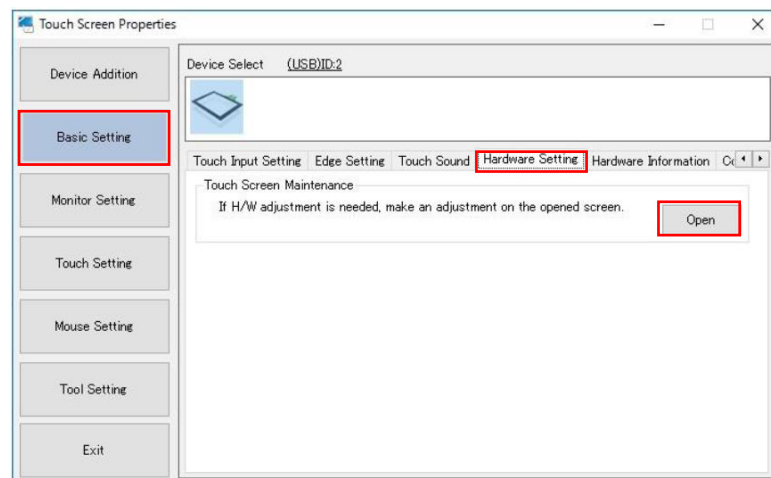 Touch Screen Properties
Device Addition
Basic Setting
Monitor Setting
Touch Setting
Mouse Setting
Tool Setting
Exit
Device Select (USB)ID:2
Touch Input Setting Edge Setting Touch Sound Hardware Setting Hardware Information
Touch Screen Maintenance
If H/W adjustment is needed, make an adjustment on the opened screen.
Open